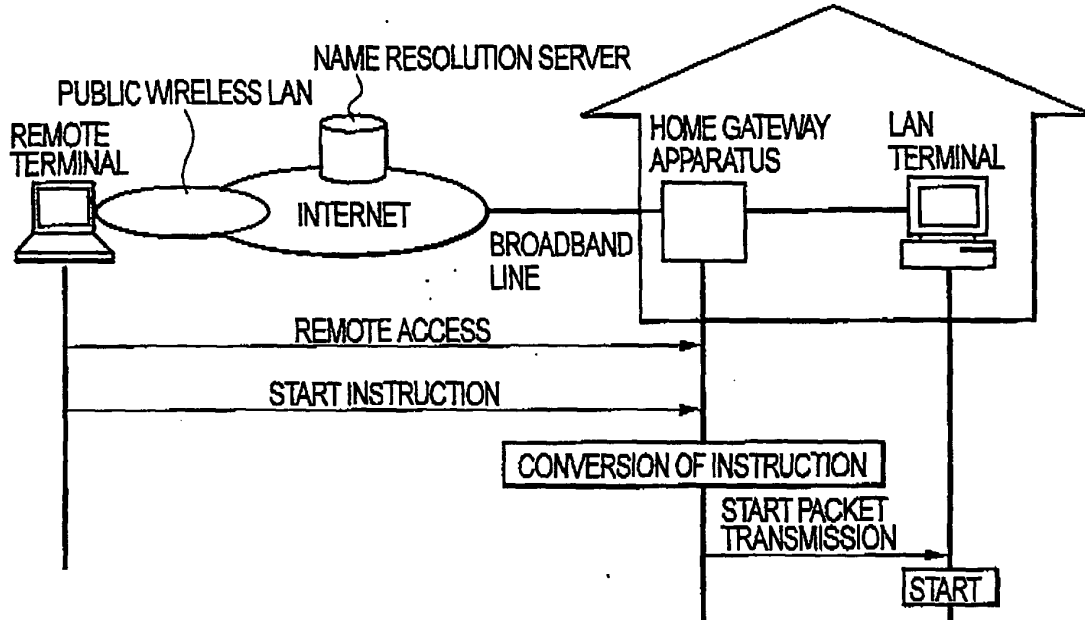 NAME RESOLUTION SERVER
PUBLIC WIRELESS LAN
REMOTE
TERMINAL
HOME GATEWAY
APPARATUS
LAN
TERMINAL
INTERNET
BROADBAND
LINE
REMOTE ACCESS
START INSTRUCTION
CONVERSION OF INSTRUCTION
START PACKET
TRANSMISSION
START